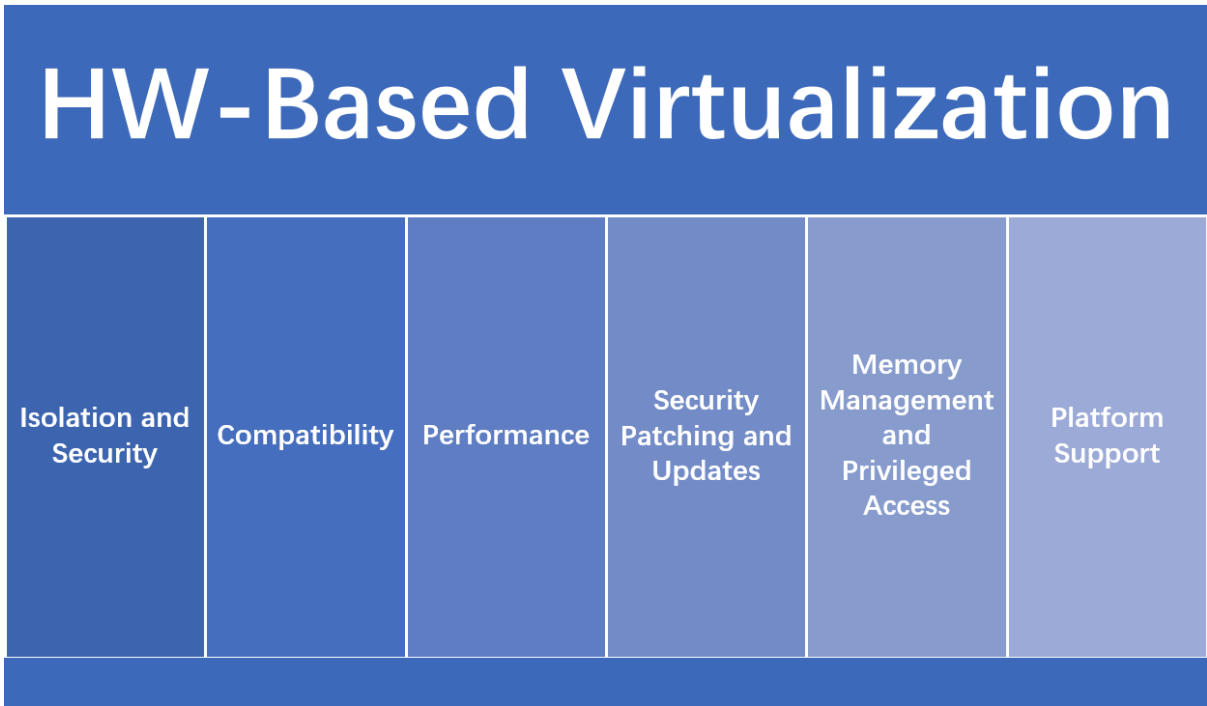 HW-Based Virtualization
Isolation and
Security
Compatibility
Performance
Security
Patching and
Updates
Memory
Management
and
Privileged
Access
Platform
Support